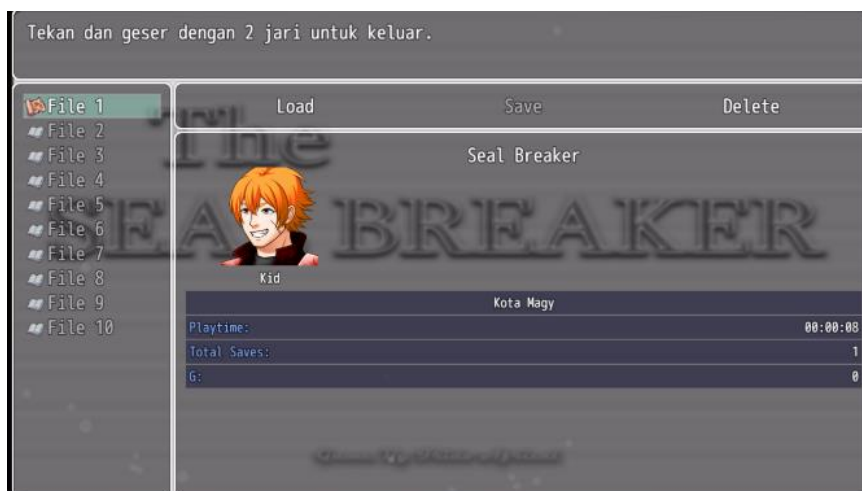 Tekan dan geser dengan 2 jari untuk keluar.
File 1
File 2
File 3
File 4
File 5
File 6
File 7
File 8
File 9
File 10
Load Save Delete
The
SEAL BREAKER
Seal Breaker
Kid
Kota Magy
Playtime: 00:00:08
Total Saves: 1
G: 0